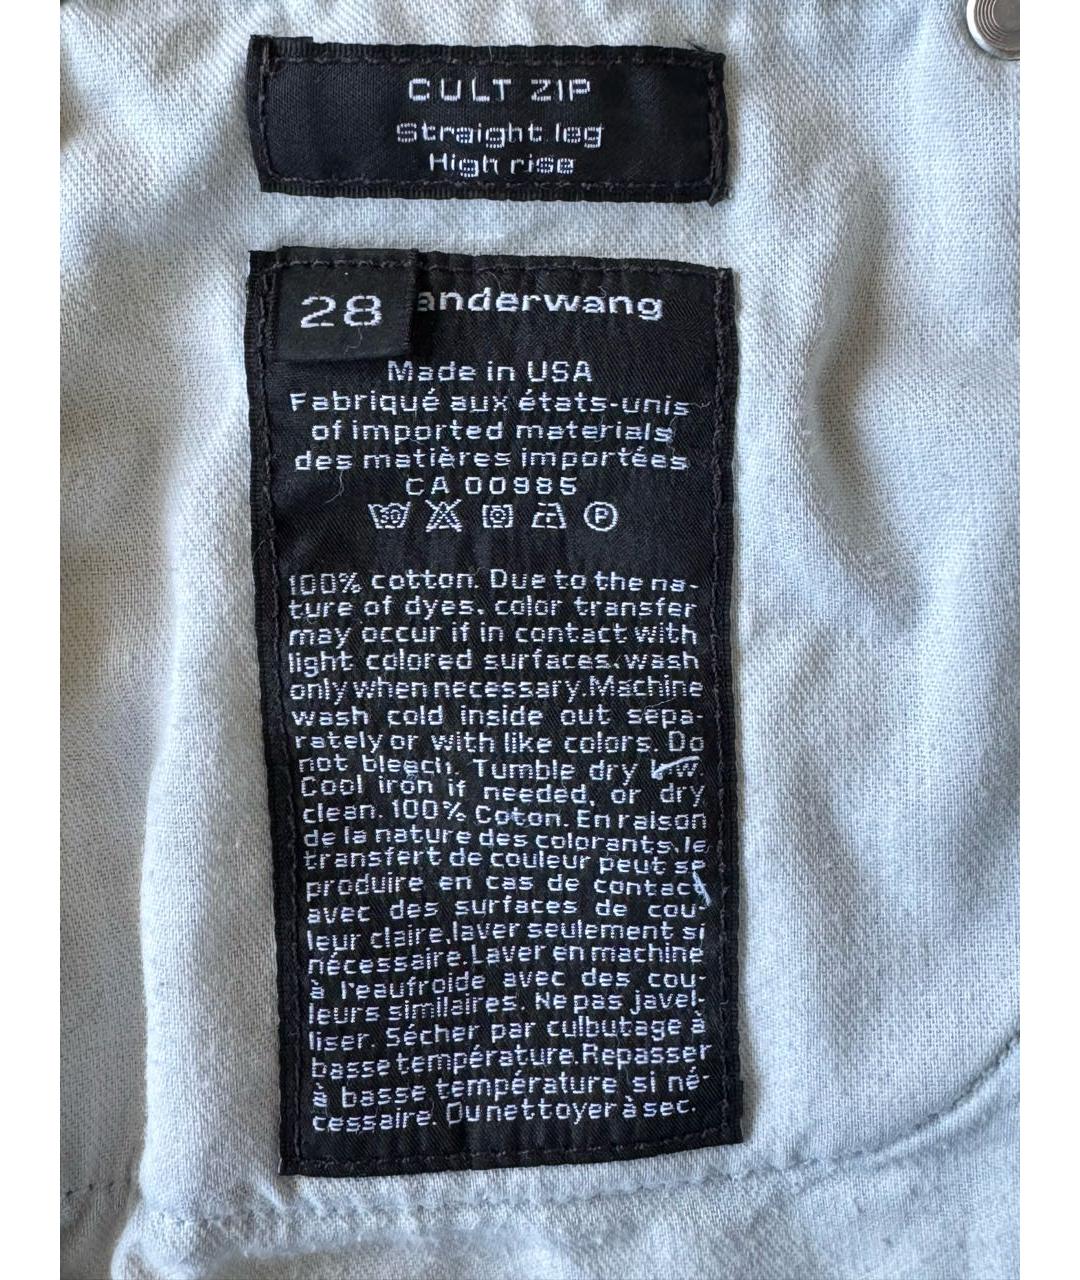 CULT ZIP
Straight leg
High rise
28
anderwang
Made in USA
Fabriqué aux états-unis
of imported materials
des matières importées
CA 00985
30
P
100% cotton. Due to the na-
ture of dyes, color transfer
may occur if in contact with
light colored surfaces, wash
only when necessary. Machine
wash cold inside out sepa-
rately or with like colors. Do
not bleach. Tumble dry low.
Cool iron if needed, or dry
clean. 100% Coton. En raison
de la nature des colorants, le
transfert de couleur peut se
produire en cas de contact
avec des surfaces de cou-
leur claire, laver seulement si
nécessaire. Laver en machine
à l'eau froide avec des cou-
leurs similaires. Ne pas javel-
liser. Sécher par culbutage à
basse température. Repasser
à basse température si né-
cessaire. Ou nettoyer à sec.